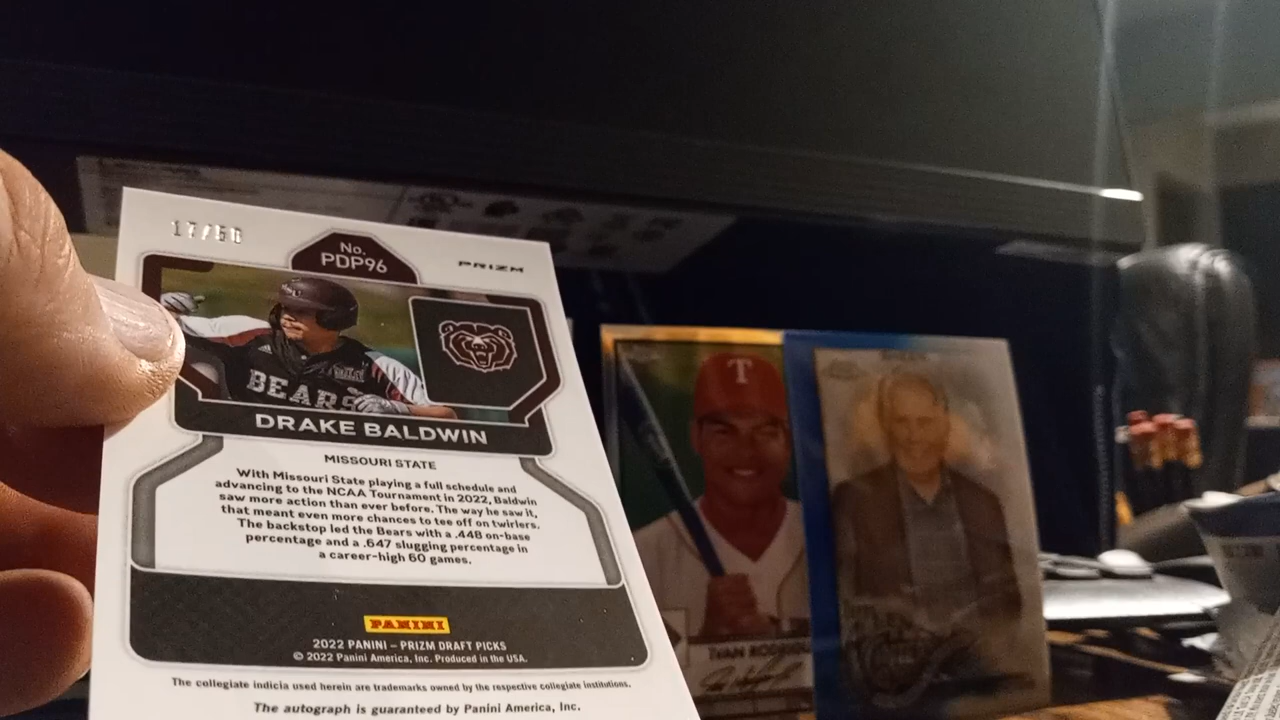 17/50
No.
PDP96
PRIZM
BEARS
DRAKE BALDWIN
MISSOURI STATE
With Missouri State playing a full schedule and
advancing to the NCAA Tournament in 2022, Baldwin
saw more action than ever before. The way he saw it,
that meant even more chances to tee off on twirlers.
The backstop led the Bears with a .448 on-base
percentage and a .647 slugging percentage in
a career-high 60 games.
PANINI
2022 PANINI – PRIZM DRAFT PICKS
© 2022 Panini America, Inc. Produced in the USA.
The collegiate indicia used herein are trademarks owned by the respective collegiate institutions.
The autograph is guaranteed by Panini America, Inc.
T
IVAN RODRIGU